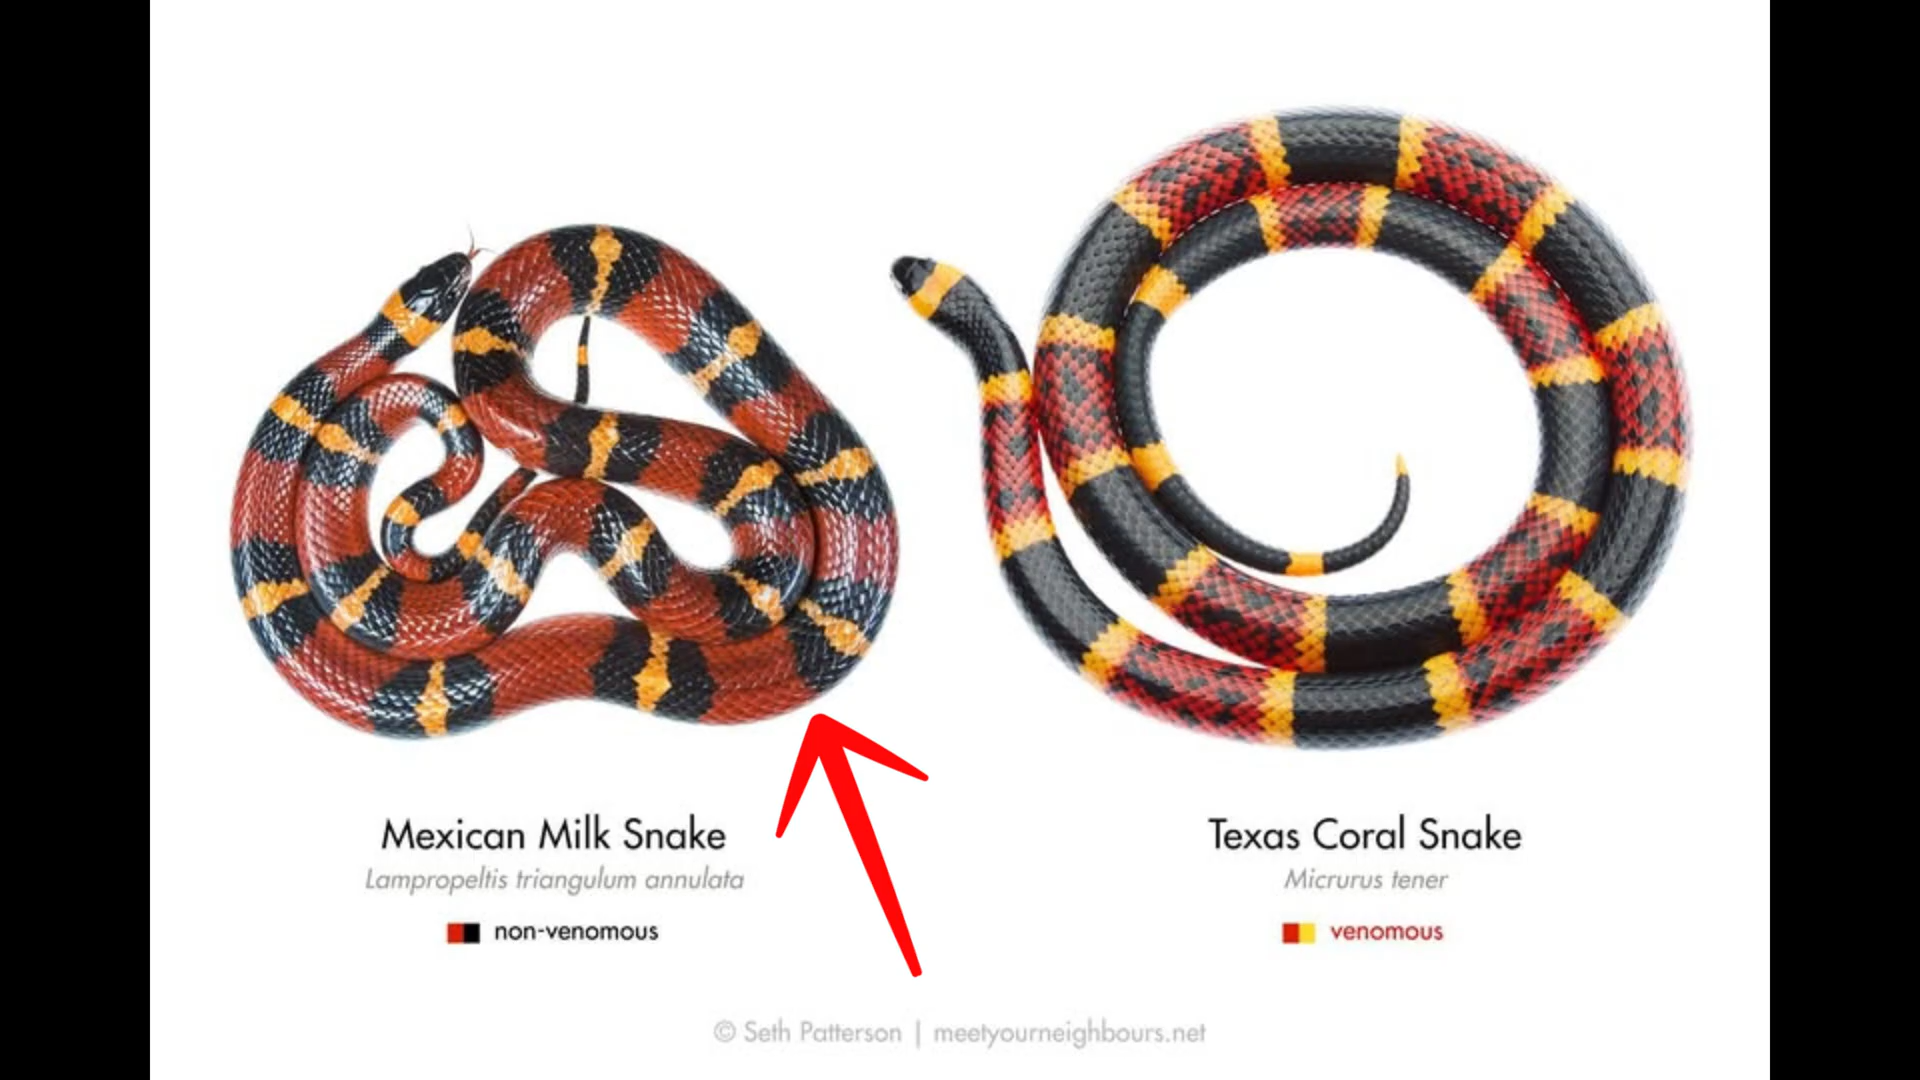 Mexican Milk Snake
Lampropeltis triangulum annulata
non-venomous
Texas Coral Snake
Micrurus tener
venomous
© Seth Patterson | meetyourneighbours.net